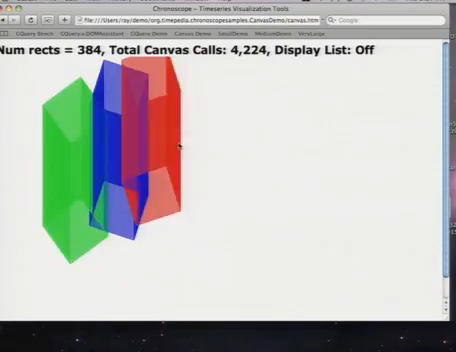 Chronoscope – Timeseries Visualization Tools
file:///Users/ray/demo/org.timepedia.chronoscopesamples.CanvasDemo/canvas.htm
Google
GQuery Bench GQuery.v.DOMAssistant GQuery Demo Canvas Demo SmallDemo MediumDemo VeryLarge
Num rects = 384, Total Canvas Calls: 4,224, Display List: Off